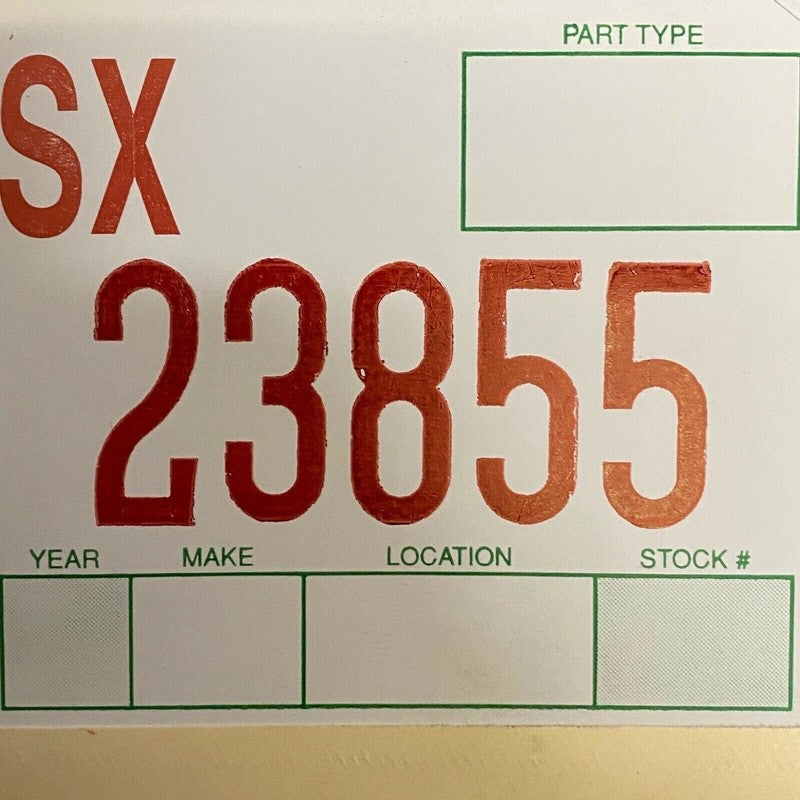 PART TYPE
SX
23855
YEAR MAKE LOCATION STOCK #